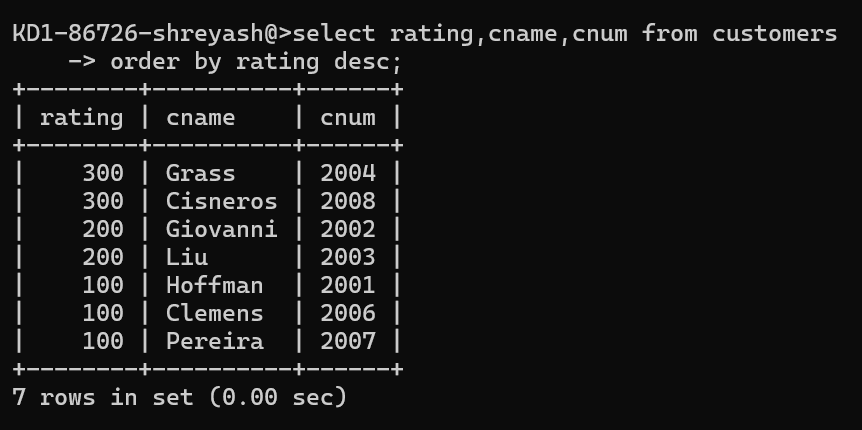 KD1-86726-shreyash@>select rating,cname,cnum from customers
    -> order by rating desc;
+--------+----------+------+
| rating | cname    | cnum |
+--------+----------+------+
|    300 | Grass    | 2004 |
|    300 | Cisneros | 2008 |
|    200 | Giovanni | 2002 |
|    200 | Liu      | 2003 |
|    100 | Hoffman  | 2001 |
|    100 | Clemens  | 2006 |
|    100 | Pereira  | 2007 |
+--------+----------+------+
7 rows in set (0.00 sec)